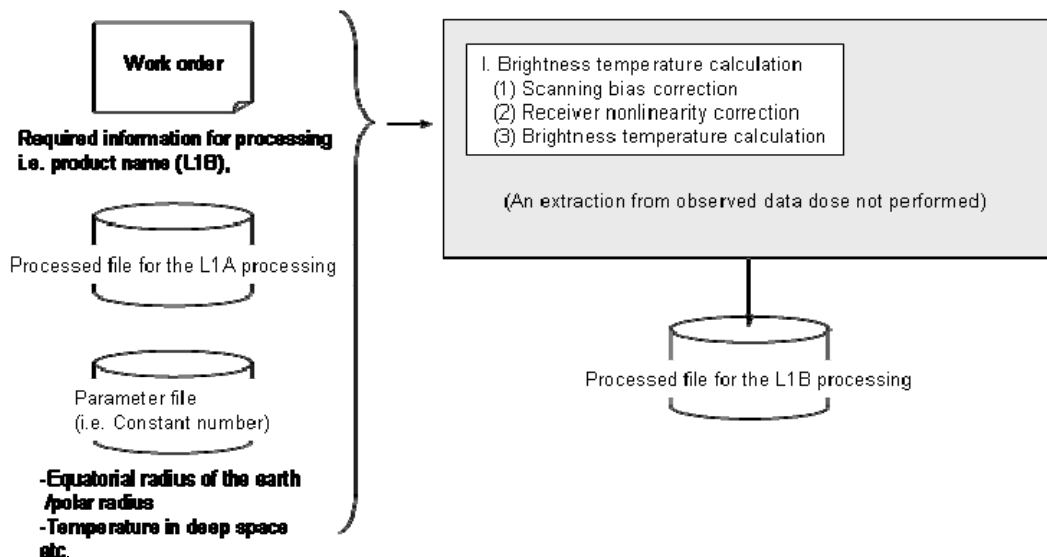 Work order
Required information for processing
i.e. product name (L1B),
Processed file for the L1A processing
Parameter file
(i.e. Constant number)
-Equatorial radius of the earth
/polar radius
-Temperature in deep space
etc.
I. Brightness temperature calculation
(1) Scanning bias correction
(2) Receiver nonlinearity correction
(3) Brightness temperature calculation
(An extraction from observed data dose not performed)
Processed file for the L1B processing